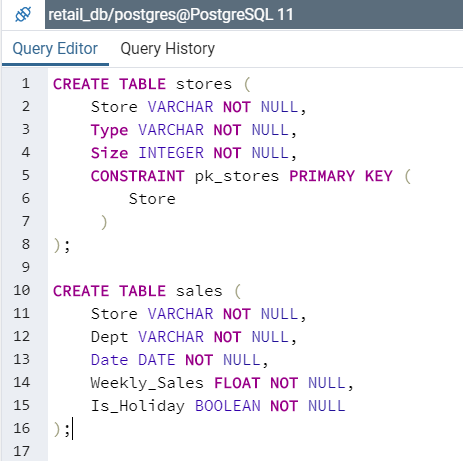 retail_db/postgres@PostgreSQL 11
Query Editor Query History
1 CREATE TABLE stores (
2 Store VARCHAR NOT NULL,
3 Type VARCHAR NOT NULL,
4 Size INTEGER NOT NULL,
5 CONSTRAINT pk_stores PRIMARY KEY (
6 Store
7 )
8 );
9
10 CREATE TABLE sales (
11 Store VARCHAR NOT NULL,
12 Dept VARCHAR NOT NULL,
13 Date DATE NOT NULL,
14 Weekly_Sales FLOAT NOT NULL,
15 Is_Holiday BOOLEAN NOT NULL
16 );
17